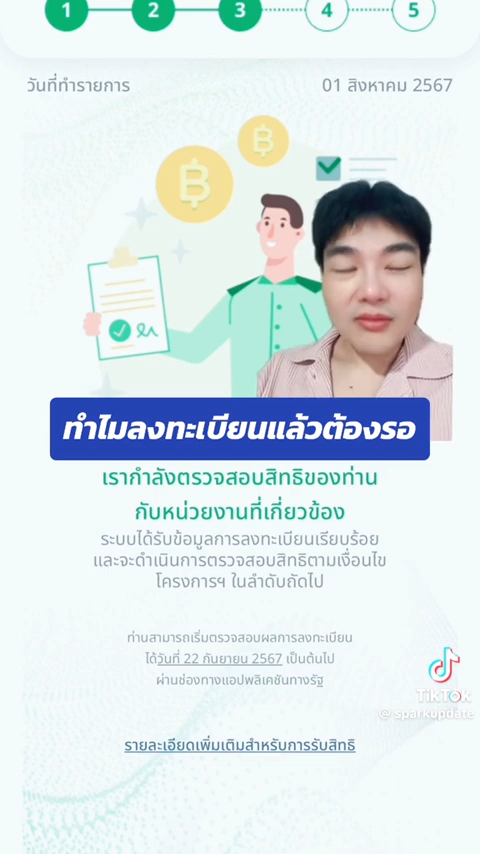 1 2 3 4 5
วันที่ทำรายการ 01 สิงหาคม 2567
ทำไมลงทะเบียนแล้วต้องรอ
เรากำลังตรวจสอบสิทธิของท่าน
กับหน่วยงานที่เกี่ยวข้อง
ระบบได้รับข้อมูลการลงทะเบียนเรียบร้อย
และจะดำเนินการตรวจสอบสิทธิตามเงื่อนไข
โครงการฯ ในลำดับถัดไป
ท่านสามารถเริ่มตรวจสอบผลการลงทะเบียน
ได้วันที่ 22 กันยายน 2567 เป็นต้นไป
ผ่านช่องทางแอปพลิเคชันทางรัฐ
TikTok
@sparkupdate
รายละเอียดเพิ่มเติมสำหรับการรับสิทธิ